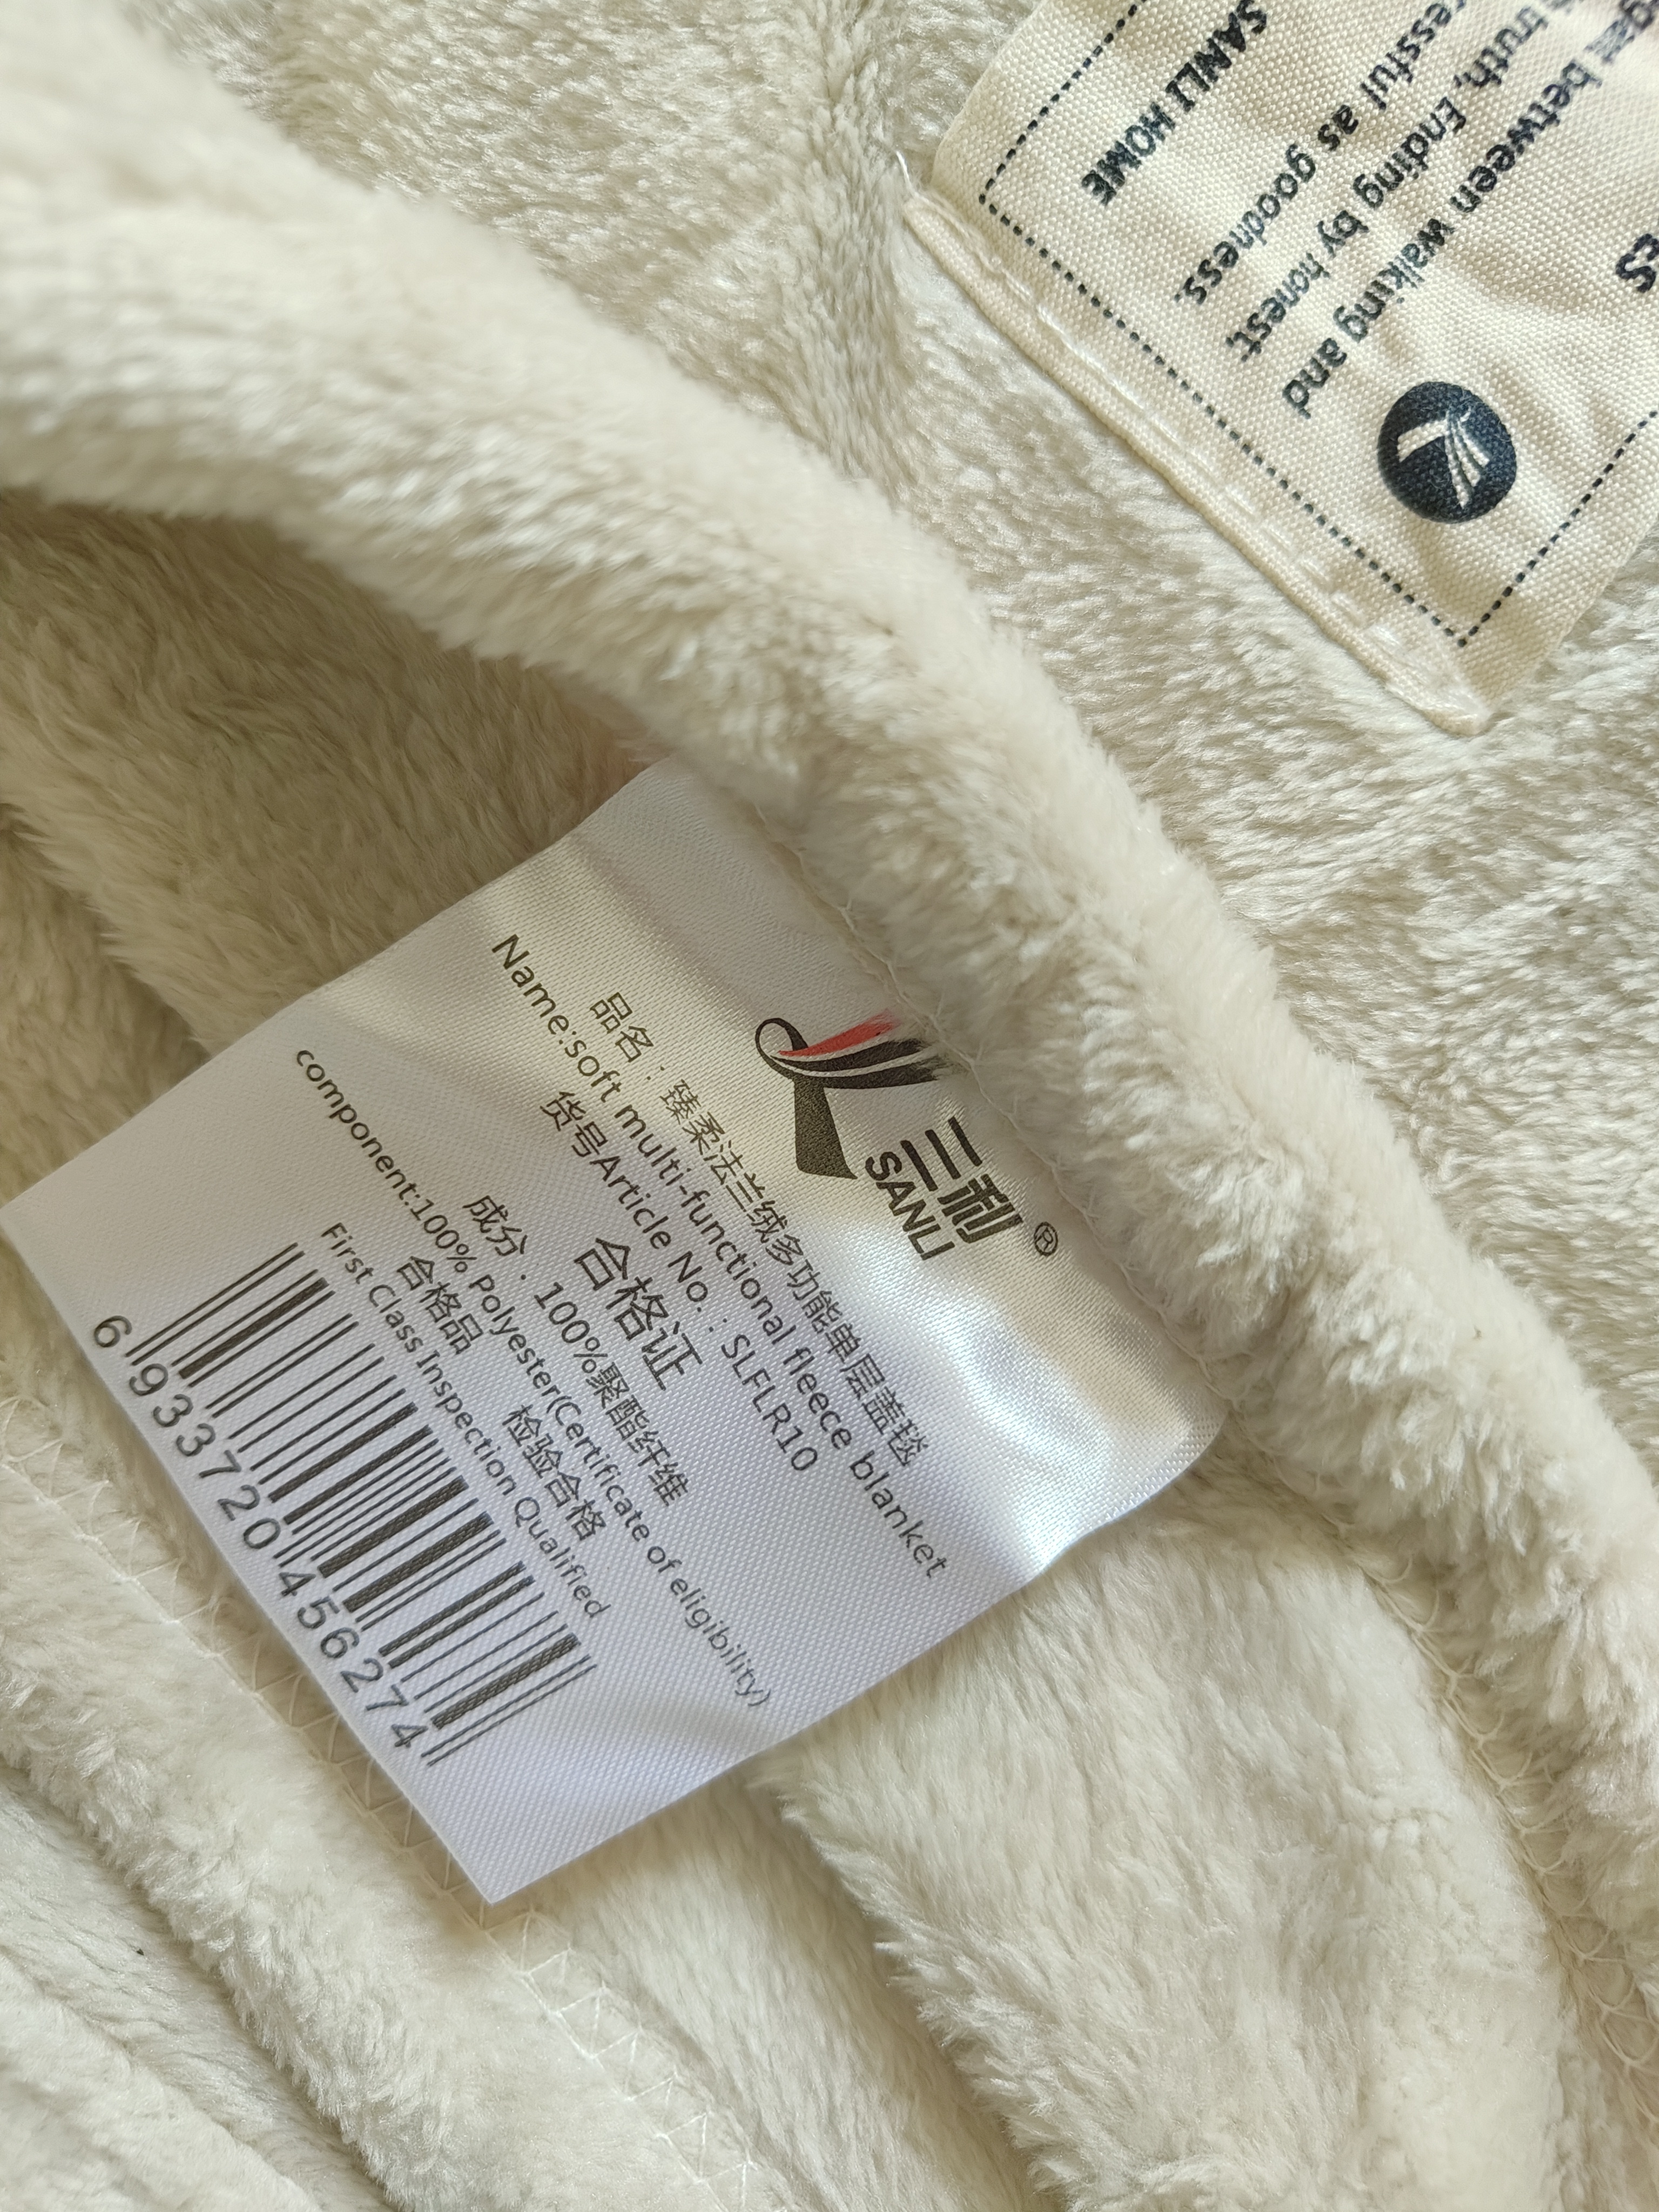 三利®
SANLI
品名：臻柔法兰绒多功能单层盖毯
Name:soft multi-functional fleece blanket
货号Article No.: SLFLR10
合格证
成分：100%聚酯纤维
component:100% Polyester(Certificate of eligibility)
合格品 检验合格
First Class Inspection Qualified
6933720456274
es
between walking and
truth, Ending by honest,
as goodness.
SANLI HOME